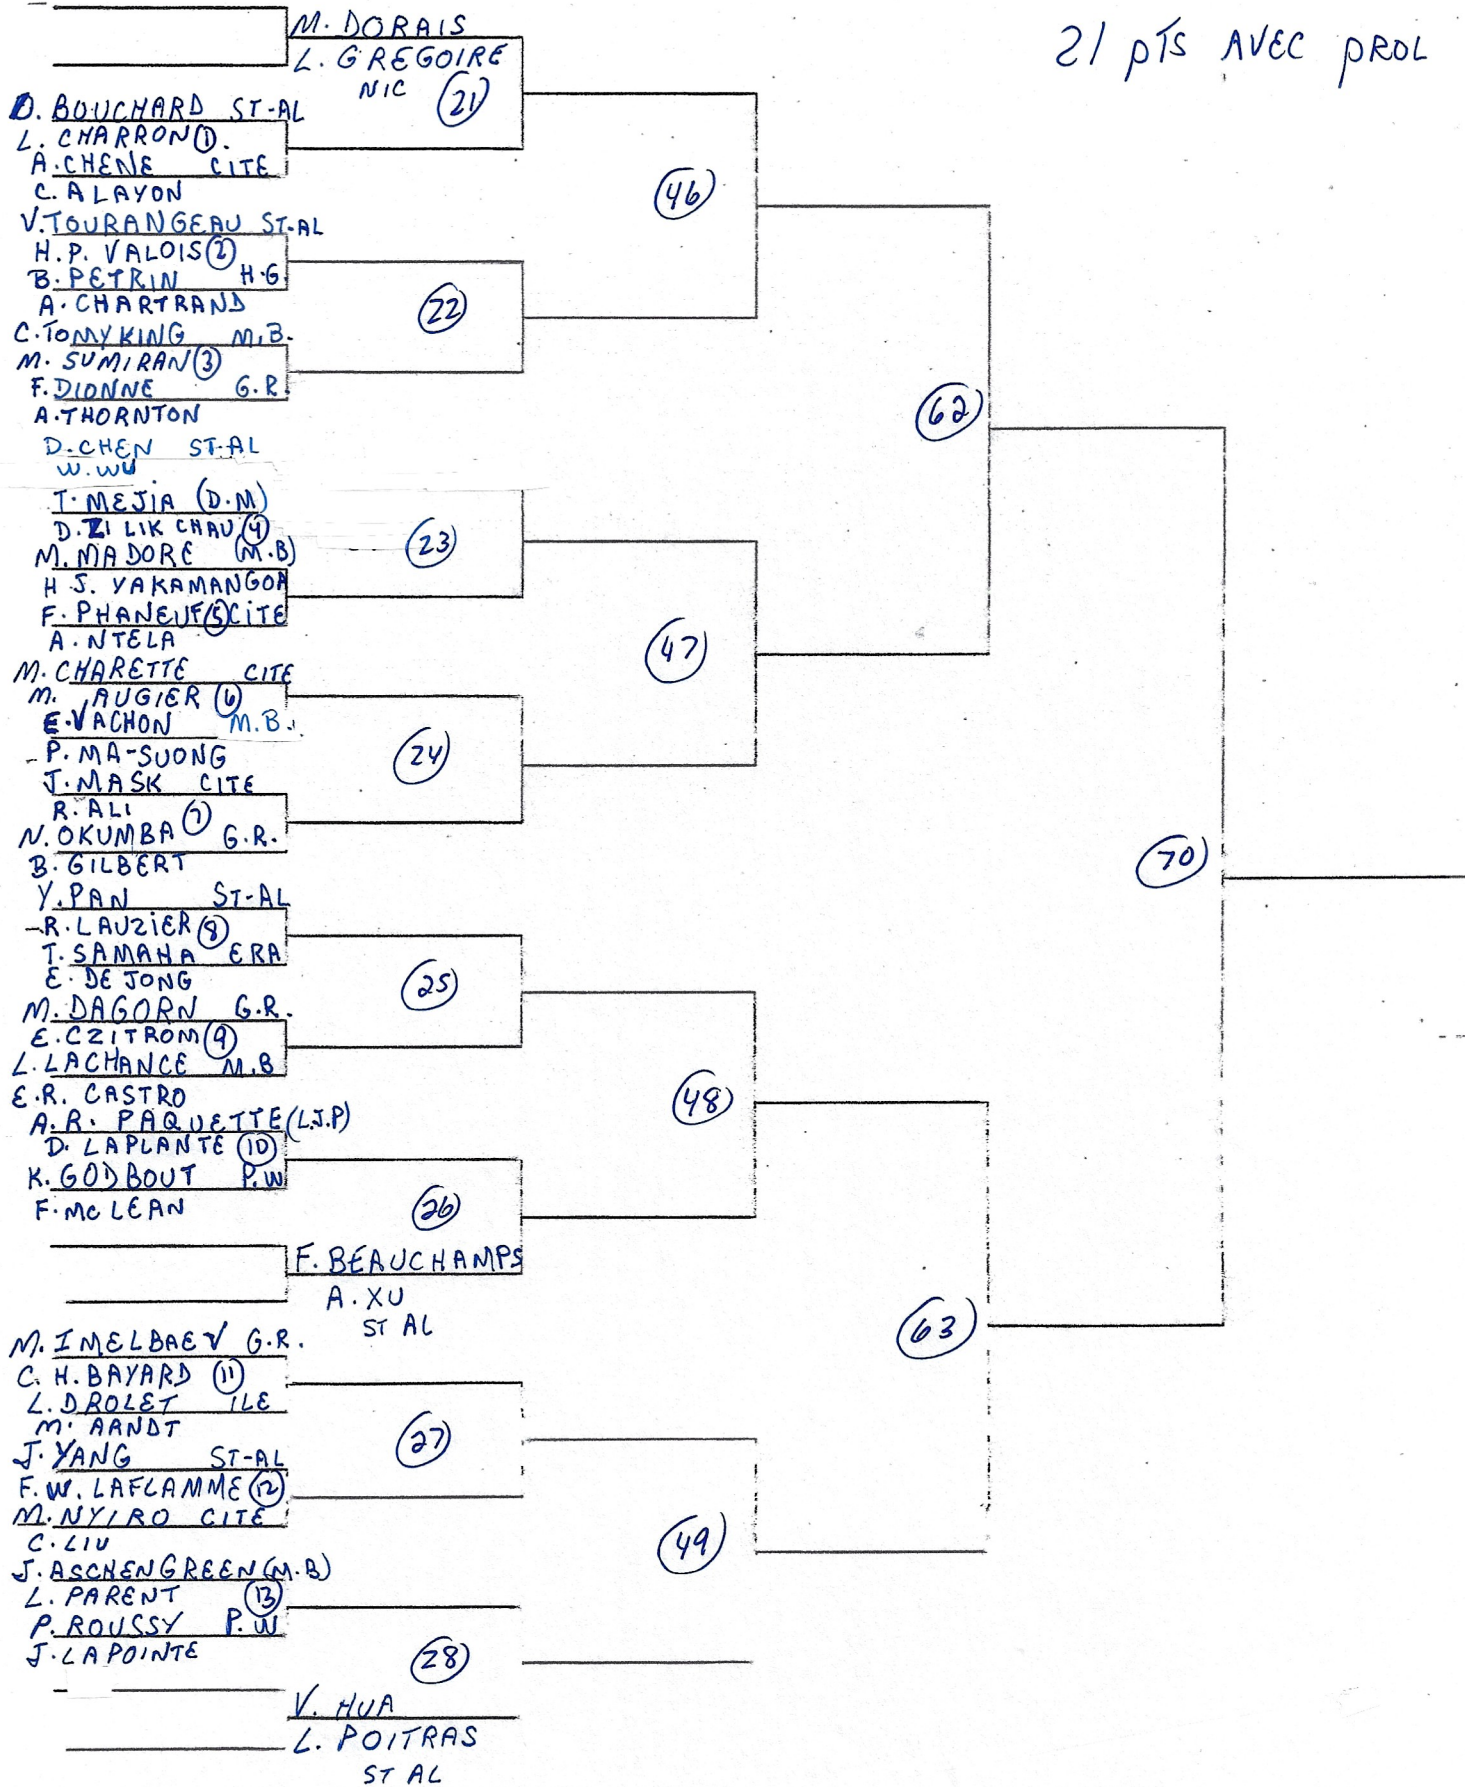 M. DORAIS
L. GREGOIRE
NIC (21)
21 pTS AVEC pROL
D. BOUCHARD ST-AL
L. CHARRON (1).
A. CHENE CITE
C. ALAYON
(46)
V. TOURANGEAU ST-AL
H.P. VALOIS (2)
B. PETRIN H.G.
A. CHARTRAND
(22)
C. TOMYKING M.B.
M. SUMIRAN (3)
F. DIONNE G.R.
A. THORNTON
(62)
D. CHEN ST-AL
W. WU
T. MEJIA (D.M)
D. ZI LIK CHAU (4)
M. MADORE (M.B)
(23)
H S. YAKAMANGOA
F. PHANEUF (5) CITE
A. NTELA
(47)
M. CHARETTE CITE
M. AUGIER (6)
E. VACHON M.B.
P. MA-SUONG
(24)
J. MASK CITE
R. ALI
N. OKUMBA (7) G.R.
B. GILBERT
(70)
Y. PAN ST-AL
R. LAUZIER (8)
T. SAMAHA ERA
E. DE JONG
(25)
M. DAGORN G.R.
E. CZITROM (9)
L. LACHANCE M.B
E.R. CASTRO
(48)
A.R. PAQUETTE (L.J.P)
D. LAPLANTE (10)
K. GODBOUT P.W
F. Mc LEAN
(26)
F. BEAUCHAMPS
A. XU
ST AL
(63)
M. IMELBAEV G.R.
C. H. BAYARD (11)
L. DROLET ILE
M. AANDT
(27)
J. YANG ST-AL
F.W. LAFLAMME (12)
M. NYIRO CITE
C. LIU
(49)
J. ASCHENGREEN (M.B)
L. PARENT (13)
P. ROUSSY P.W
J. LAPOINTE
(28)
V. HUA
L. POITRAS
ST AL